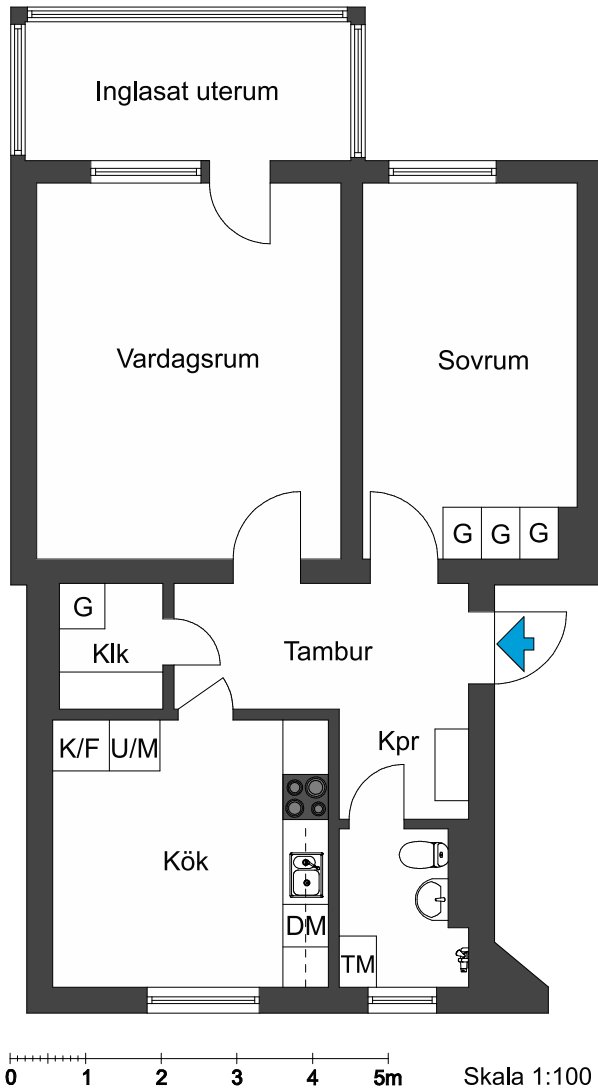 Inglasat uterum
Vardagsrum
Sovrum
G G G
G
Klk
Tambur
K/F U/M
Kpr
Kök
DM
TM
0 1 2 3 4 5m
Skala 1:100